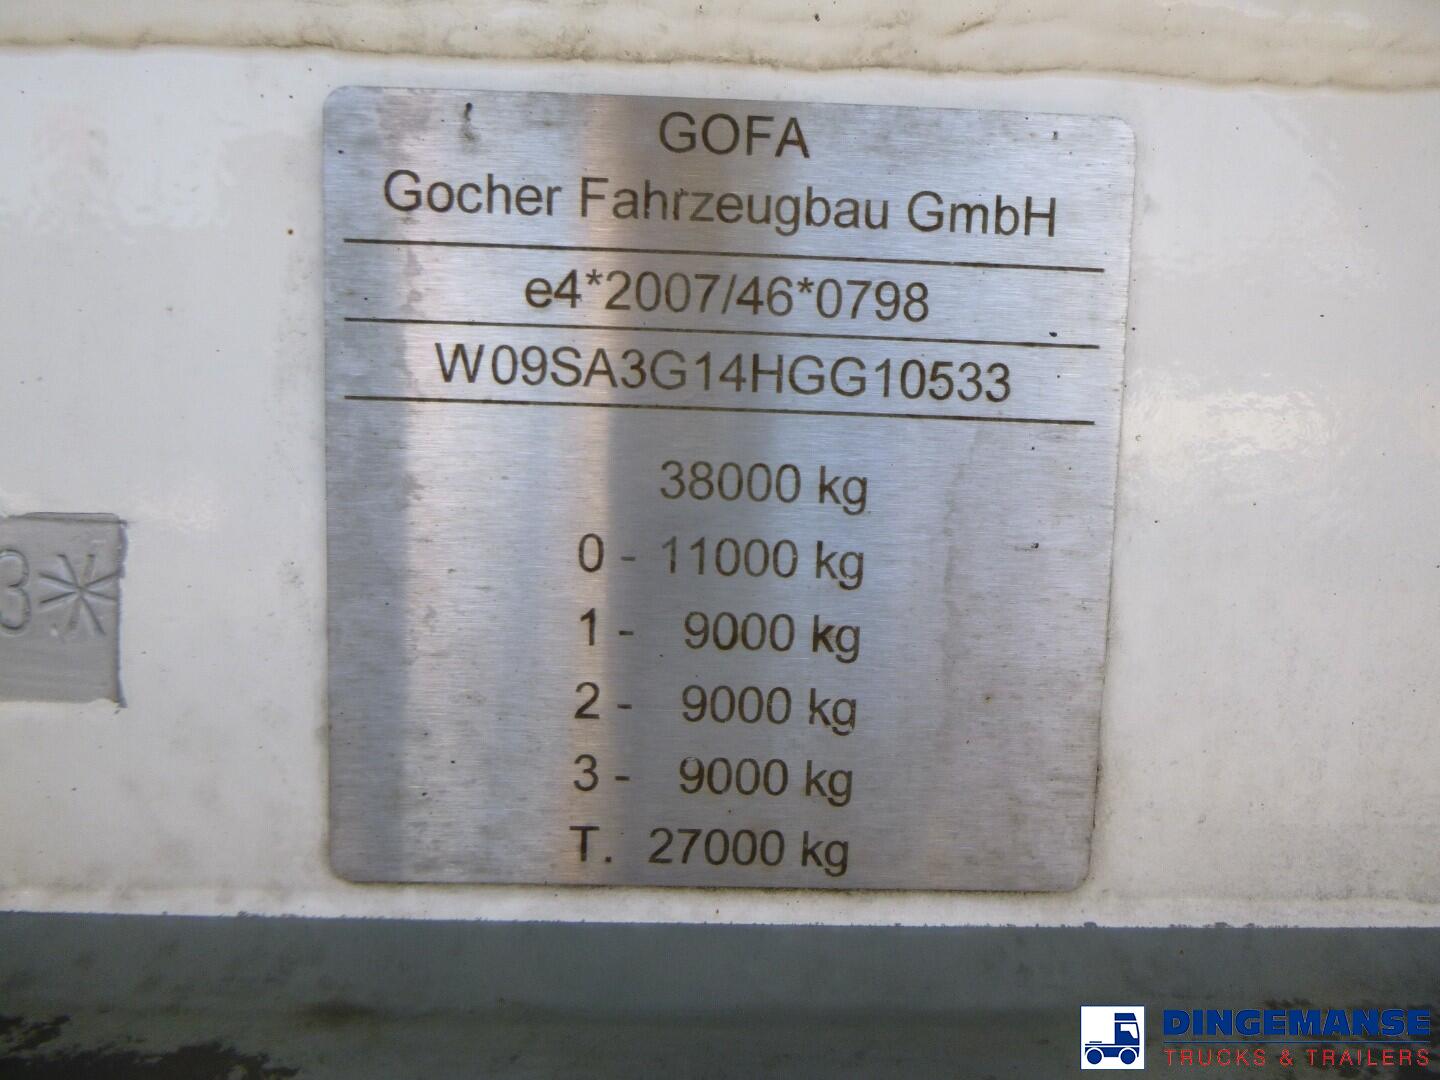 GOFA
Gocher Fahrzeugbau GmbH
e4*2007/46*0798
W09SA3G14HGG10533
38000 kg
0 - 11000 kg
1 - 9000 kg
2 - 9000 kg
3 - 9000 kg
T. 27000 kg
3*
DINGEMANSE
TRUCKS & TRAILERS